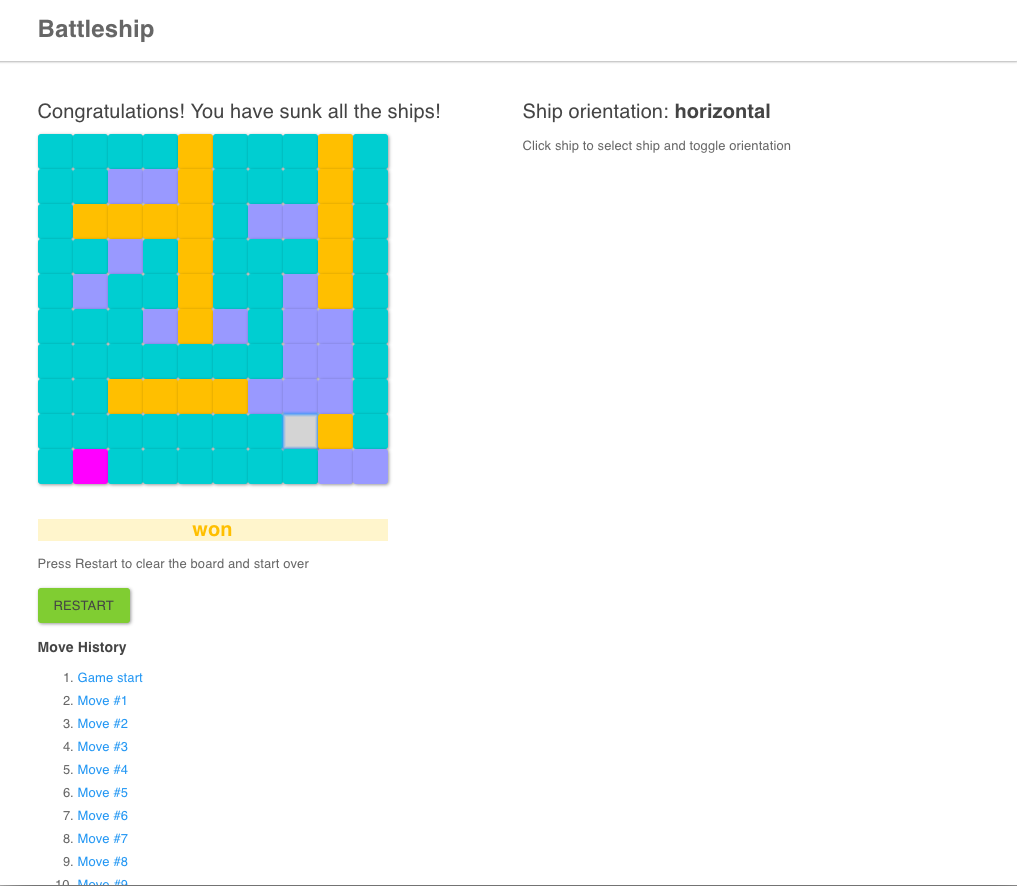 Battleship
Congratulations! You have sunk all the ships!
Ship orientation: horizontal
Click ship to select ship and toggle orientation
won
Press Restart to clear the board and start over
RESTART
Move History
1. Game start
2. Move #1
3. Move #2
4. Move #3
5. Move #4
6. Move #5
7. Move #6
8. Move #7
9. Move #8
10. Move #9